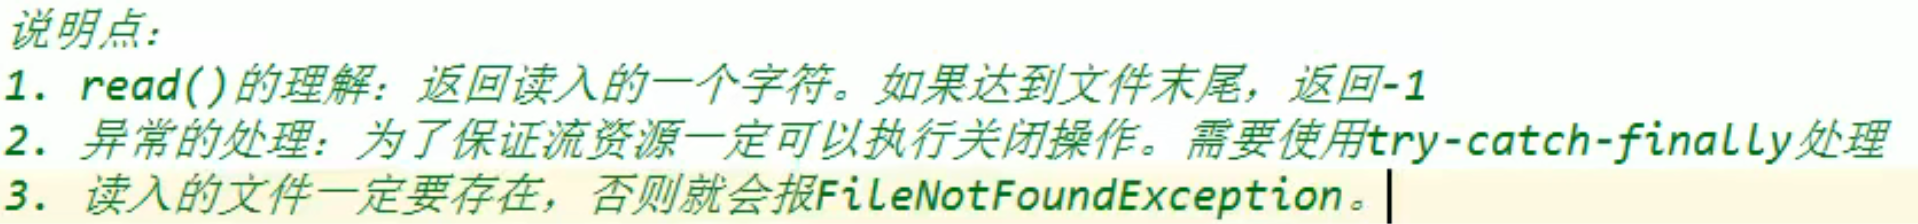 说明点：
1. read()的理解：返回读入的一个字符。如果达到文件末尾，返回-1
2. 异常的处理：为了保证流资源一定可以执行关闭操作。需要使用try-catch-finally处理
3. 读入的文件一定要存在，否则就会报FileNotFoundException。